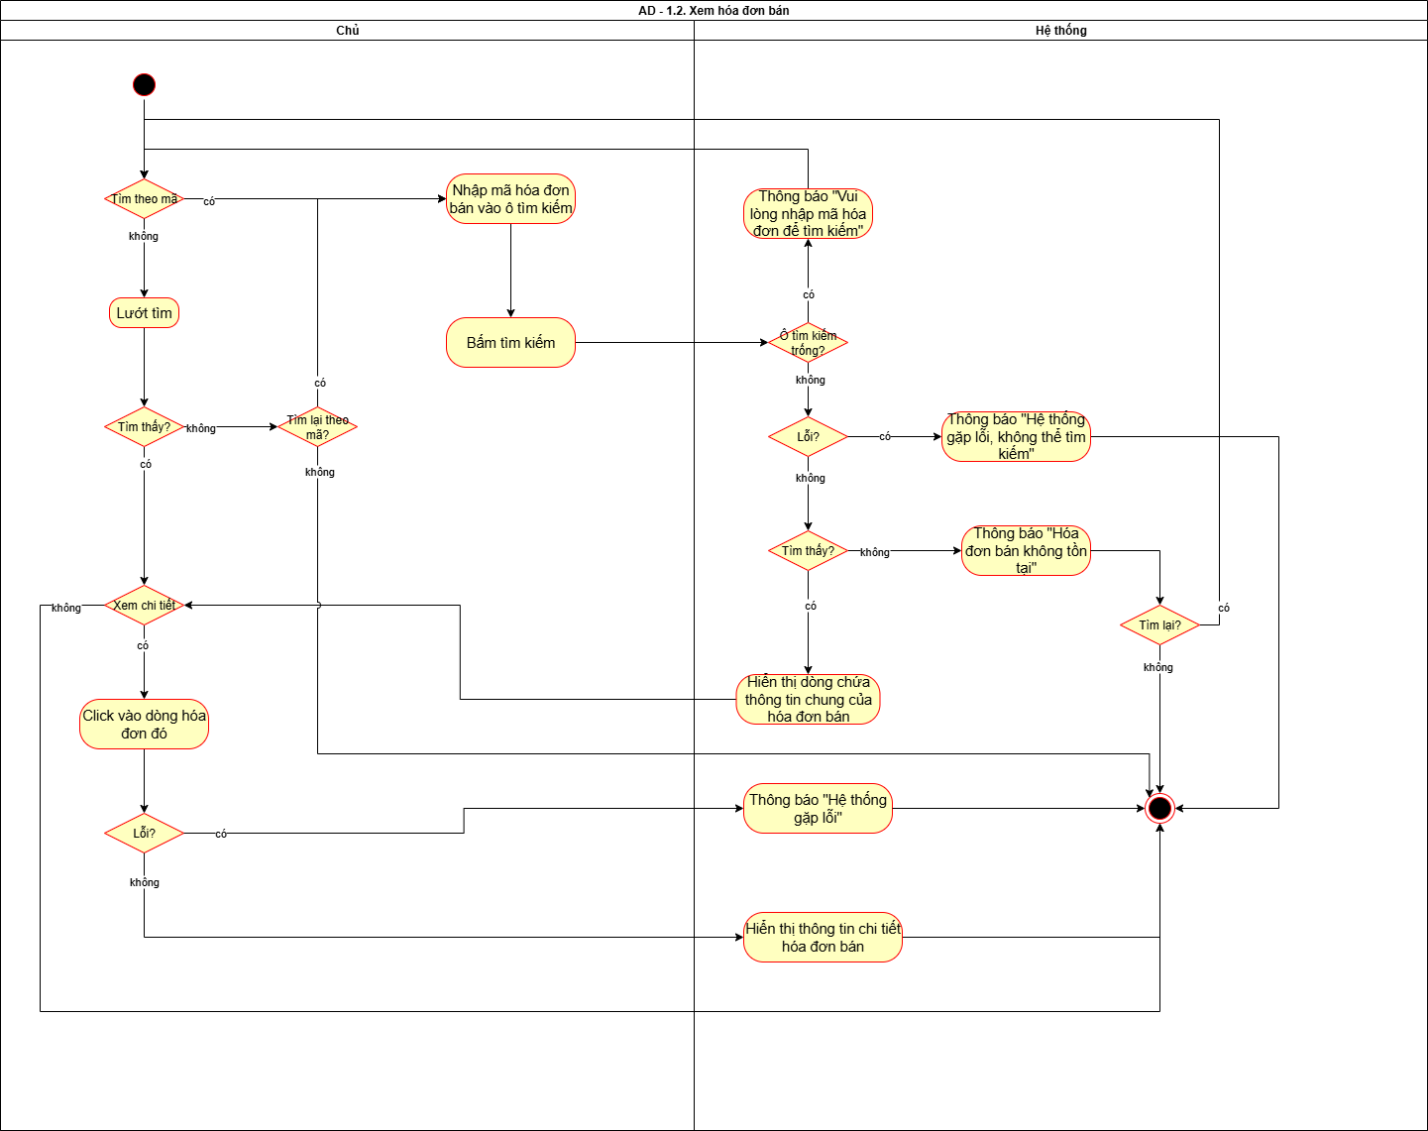 AD - 1.2. Xem hóa đơn bán
Chủ
Hệ thống
Tìm theo mã
có
Nhập mã hóa đơn
bán vào ô tìm kiếm
Thông báo "Vui
lòng nhập mã hóa
đơn để tìm kiếm"
không
có
Lướt tìm
Bấm tìm kiếm
Ô tìm kiếm
trống?
không
có
Tìm thấy?
không
Tìm lại theo
mã?
Lỗi?
có
Thông báo "Hệ thống
gặp lỗi, không thể tìm
kiếm"
có
không
không
Tìm thấy?
không
Thông báo "Hóa
đơn bán không tồn
tại"
không
Xem chi tiết
có
có
Tìm lại?
có
không
Hiển thị dòng chứa
thông tin chung của
hóa đơn bán
Click vào dòng hóa
đơn đó
Thông báo "Hệ thống
gặp lỗi"
Lỗi?
có
không
Hiển thị thông tin chi tiết
hóa đơn bán